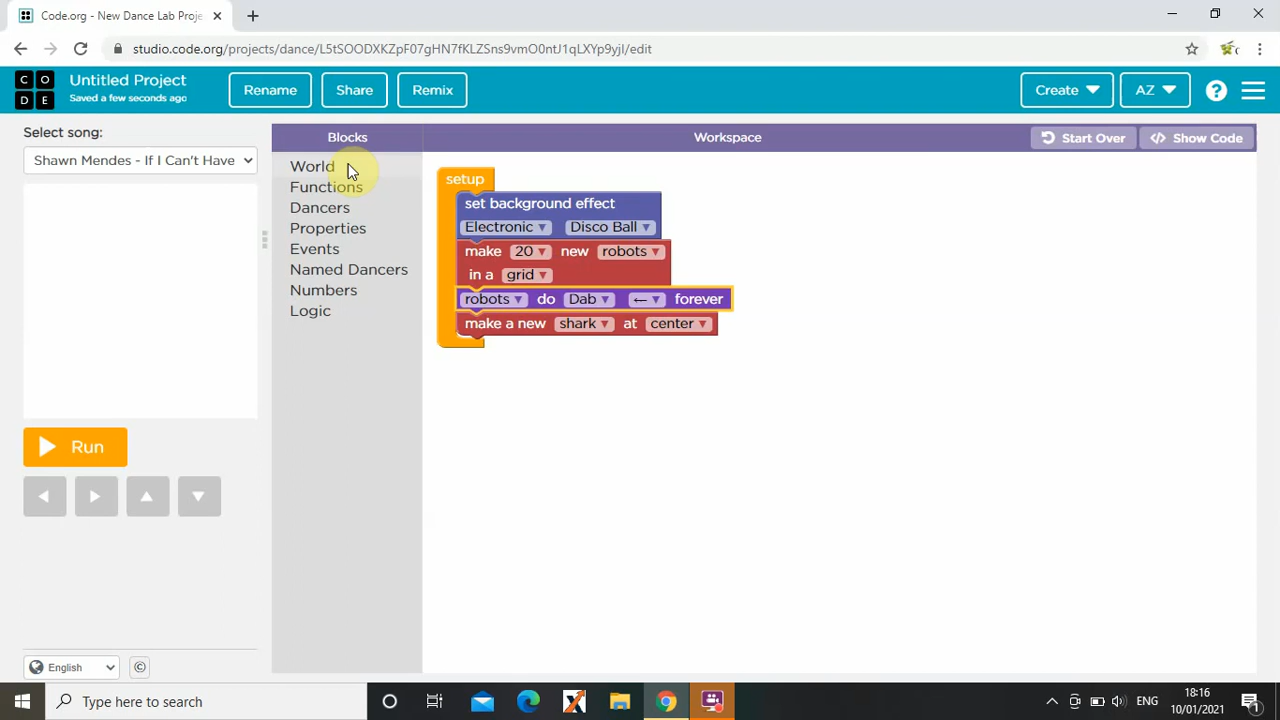 Code.org - New Dance Lab Proje
studio.code.org/projects/dance/L5tSOODXKZpF07gHN7fKLZSns9vmO0ntJ1qLXYp9yjI/edit
C O D E
Untitled Project
Saved a few seconds ago
Rename
Share
Remix
Create
AZ
?
Select song:
Shawn Mendes - If I Can't Have
Blocks
Workspace
Start Over
</> Show Code
World
Functions
Dancers
Properties
Events
Named Dancers
Numbers
Logic
setup
set background effect
Electronic Disco Ball
make 20 new robots
in a grid
robots do Dab ← forever
make a new shark at center
Run
English
©
Type here to search
ENG
18:16
10/01/2021
1